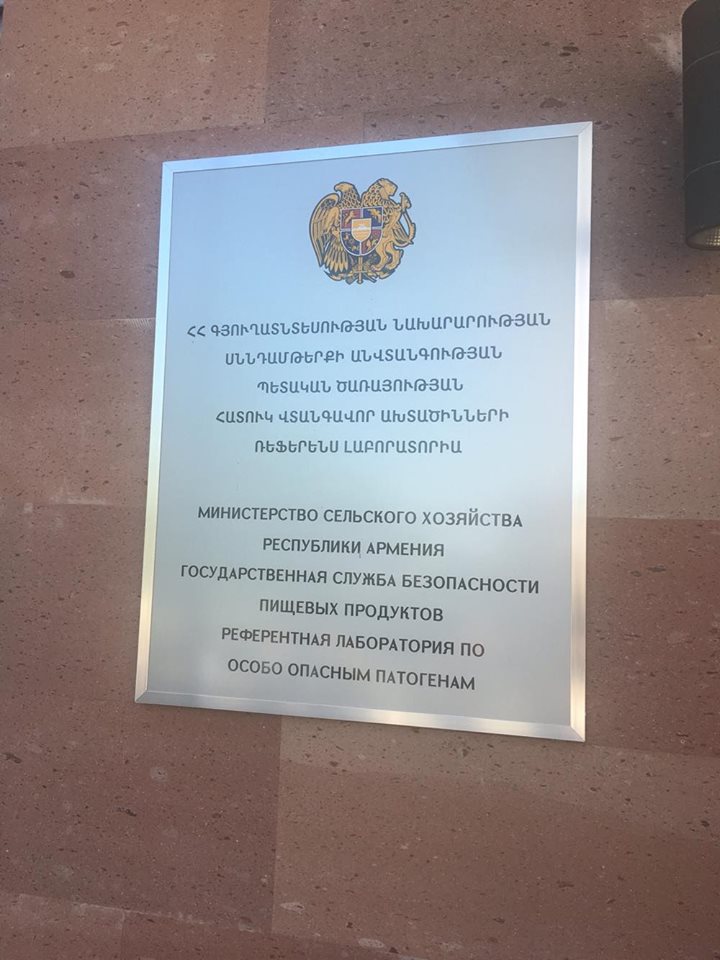 ՀՀ ԳՅՈՒՂԱՏՆՏԵՍՈՒԹՅԱՆ ՆԱԽԱՐԱՐՈՒԹՅԱՆ
ՍՆՆԴԱՄԹԵՐՔԻ ԱՆՎՏԱՆԳՈՒԹՅԱՆ
ՊԵՏԱԿԱՆ ԾԱՌԱՅՈՒԹՅԱՆ
ՀԱՏՈՒԿ ՎՏԱՆԳԱՎՈՐ ԱԽՏԱԾԻՆՆԵՐԻ
ՌԵՖԵՐԵՆՍ ԼԱԲՈՐԱՏՈՐԻԱ
МИНИСТЕРСТВО СЕЛЬСКОГО ХОЗЯЙСТВА
РЕСПУБЛИКИ АРМЕНИЯ
ГОСУДАРСТВЕННАЯ СЛУЖБА БЕЗОПАСНОСТИ
ПИЩЕВЫХ ПРОДУКТОВ
РЕФЕРЕНТНАЯ ЛАБОРАТОРИЯ ПО
ОСОБО ОПАСНЫМ ПАТОГЕНАМ